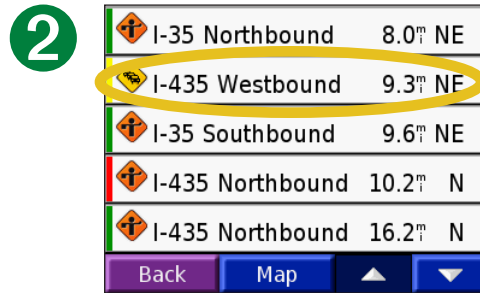 2
I-35 Northbound 8.0mi NE
I-435 Westbound 9.3mi NE
I-35 Southbound 9.6mi NE
I-435 Northbound 10.2mi N
I-435 Northbound 16.2mi N
Back Map